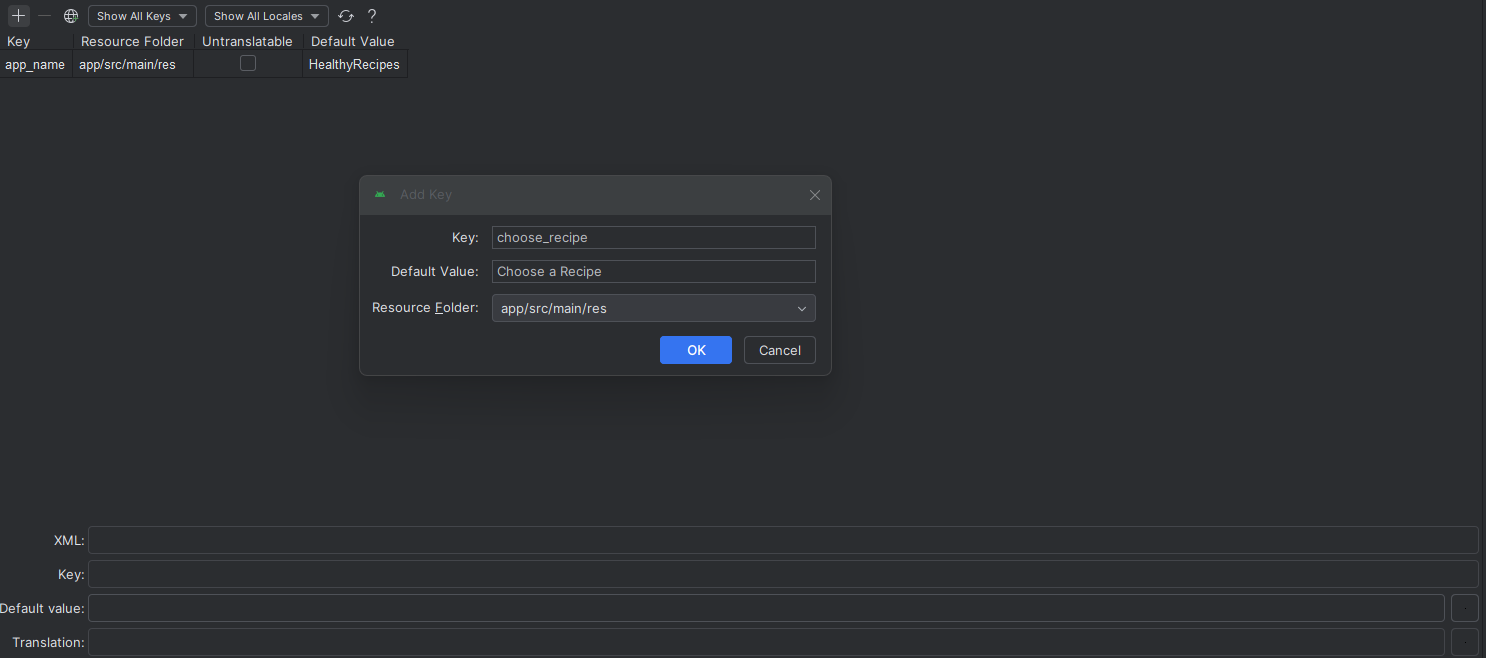 Show All Keys Show All Locales ?
Key Resource Folder Untranslatable Default Value
app_name app/src/main/res HealthyRecipes
Add Key
Key: choose_recipe
Default Value: Choose a Recipe
Resource Folder: app/src/main/res
OK Cancel
XML:
Key:
Default value:
Translation: